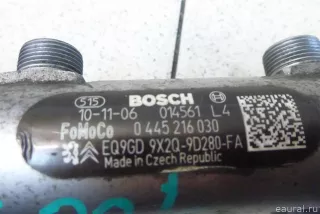 515 BOSCH
10-11-06 014561 L4
FoMoCo 0 445 216 030
EQ9GD 9X2Q-9D280-FA
Made in Czech Republic
eaural.ru